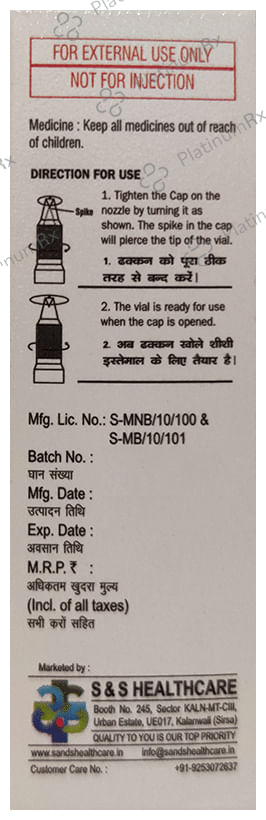 FOR EXTERNAL USE ONLY
NOT FOR INJECTION
Medicine : Keep all medicines out of reach
of children.
DIRECTION FOR USE
Spike
1. Tighten the Cap on the
nozzle by turning it as
shown. The spike in the cap
will pierce the tip of the vial.
1. ढक्कन को पूरा ठीक
तरह से बन्द करें।
2. The vial is ready for use
when the cap is opened.
2. अब ढक्कन खोले शीशी
इस्तेमाल के लिए तैयार है।
Mfg. Lic. No.: S-MNB/10/100 &
S-MB/10/101
Batch No. :
घान संख्या
Mfg. Date :
उत्पादन तिथि
Exp. Date :
अवसान तिथि
M.R.P. ₹ :
अधिकतम खुदरा मुल्य
(Incl. of all taxes)
सभी करों सहित
Marketed by :
S & S HEALTHCARE
Booth No. 245, Sector KALN-MT-CIII,
Urban Estate, UE017, Kalanwali (Sirsa)
QUALITY TO YOU IS OUR TOP PRIORITY
www.sandshealthcare.in info@sandshealthcare.in
Customer Care No. : +91-9253072637
PlatinumRx
PlatinumRx
PlatinumRx